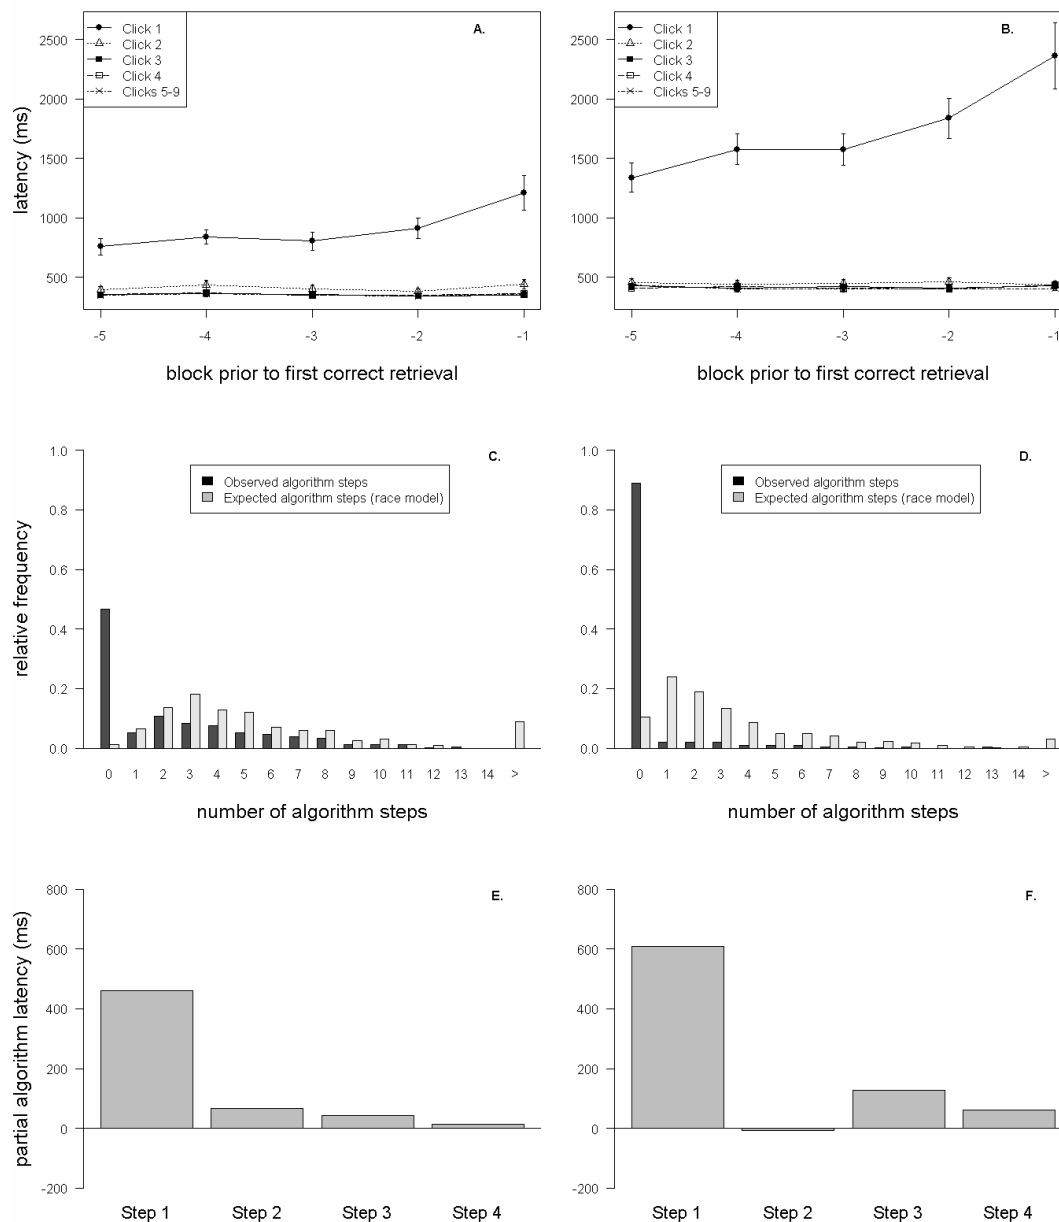 A.
Click 1
Click 2
Click 3
Click 4
Clicks 5-9
latency (ms)
2500
2000
1500
1000
500
-5 -4 -3 -2 -1
block prior to first correct retrieval
B.
Click 1
Click 2
Click 3
Click 4
Clicks 5-9
2500
2000
1500
1000
500
-5 -4 -3 -2 -1
block prior to first correct retrieval
C.
Observed algorithm steps
Expected algorithm steps (race model)
relative frequency
1.0
0.8
0.6
0.4
0.2
0.0
0 1 2 3 4 5 6 7 8 9 10 11 12 13 14 >
number of algorithm steps
D.
Observed algorithm steps
Expected algorithm steps (race model)
1.0
0.8
0.6
0.4
0.2
0.0
0 1 2 3 4 5 6 7 8 9 10 11 12 13 14 >
number of algorithm steps
E.
partial algorithm latency (ms)
800
600
400
200
0
-200
Step 1 Step 2 Step 3 Step 4
F.
800
600
400
200
0
-200
Step 1 Step 2 Step 3 Step 4